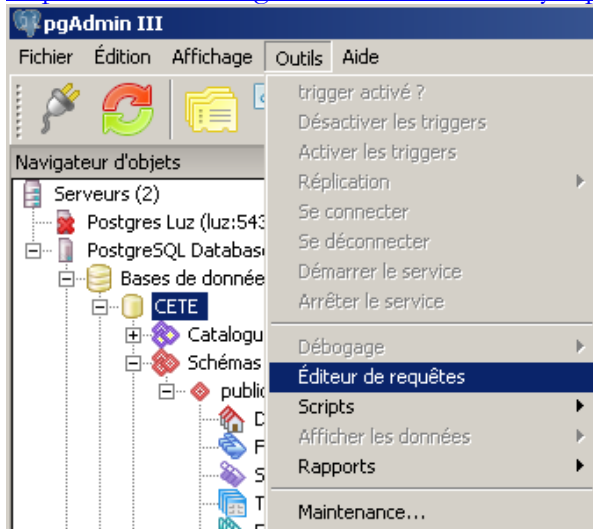 pgAdmin III
Fichier Édition Affichage Outils Aide
trigger activé ?
Désactiver les triggers
Activer les triggers
Réplication
Se connecter
Se déconnecter
Démarrer le service
Arrêter le service
Débogage
Éditeur de requêtes
Scripts
Afficher les données
Rapports
Maintenance...
Navigateur d'objets
Serveurs (2)
Postgres Luz (luz:543
PostgreSQL Databas
Bases de donnée
CETE
Catalogu
Schémas
public